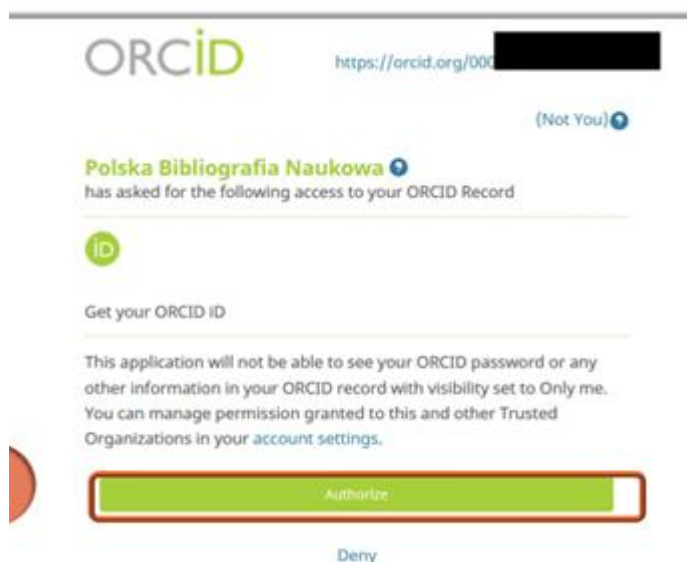 ORCID
https://orcid.org/000
(Not You)
Polska Bibliografia Naukowa
has asked for the following access to your ORCID Record
iD
Get your ORCID iD
This application will not be able to see your ORCID password or any
other information in your ORCID record with visibility set to Only me.
You can manage permission granted to this and other Trusted
Organizations in your account settings.
Authorize
Deny